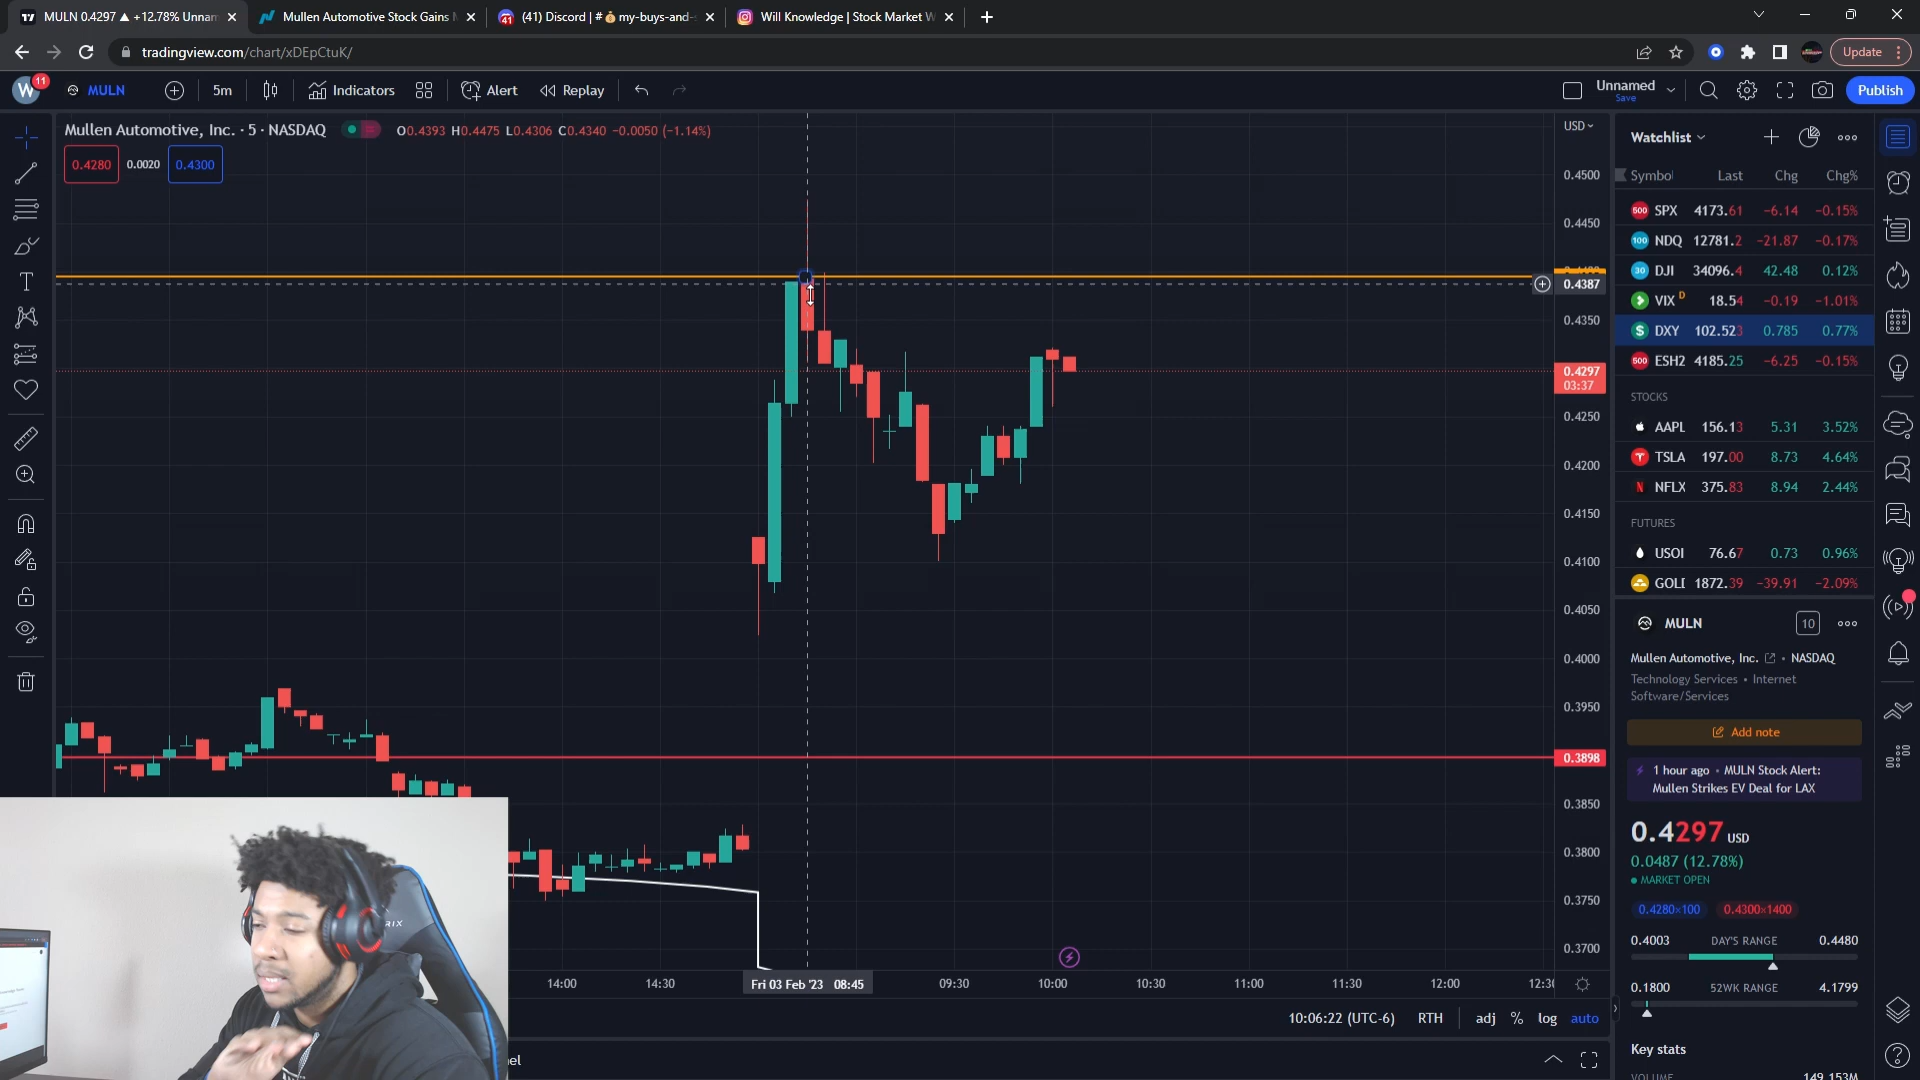 MULN 0.4297 ▲ +12.78% Unnan
Mullen Automotive Stock Gains
(41) Discord | # 💰 my-buys-and-
Will Knowledge | Stock Market W
tradingview.com/chart/xDEpCtuK/
Update
W 11
MULN
5m
Indicators
Alert
Replay
Unnamed
Save
Publish
Mullen Automotive, Inc. · 5 · NASDAQ
O0.4393 H0.4475 L0.4306 C0.4340 -0.0050 (-1.14%)
0.4280 0.0020 0.4300
USD
0.4500
0.4450
0.4387
0.4350
0.4297
03:37
0.4250
0.4200
0.4150
0.4100
0.4050
0.4000
0.3950
0.3898
0.3850
0.3800
0.3750
0.3700
14:00 14:30 Fri 03 Feb '23 08:45 09:30 10:00 10:30 11:00 11:30 12:00 12:30
10:06:22 (UTC-6) RTH adj % log auto
el
Watchlist
Symbol Last Chg Chg%
SPX 4173.61 −6.14 −0.15%
NDQ 12781.2 −21.87 −0.17%
DJI 34096.4 42.48 0.12%
VIX D 18.54 −0.19 −1.01%
DXY 102.523 0.785 0.77%
ESH2 4185.25 −6.25 −0.15%
STOCKS
AAPL 156.13 5.31 3.52%
TSLA 197.00 8.73 4.64%
NFLX 375.83 8.94 2.44%
FUTURES
USOI 76.67 0.73 0.96%
GOLD 1872.39 −39.91 −2.09%
MULN 10
Mullen Automotive, Inc. • NASDAQ
Technology Services • Internet
Software/Services
Add note
1 hour ago • MULN Stock Alert:
Mullen Strikes EV Deal for LAX
0.4297 USD
0.0487 (12.78%)
MARKET OPEN
0.4280×100 0.4300×1400
0.4003 DAY'S RANGE 0.4480
0.1800 52WK RANGE 4.1799
Key stats
VOLUME 149.153M